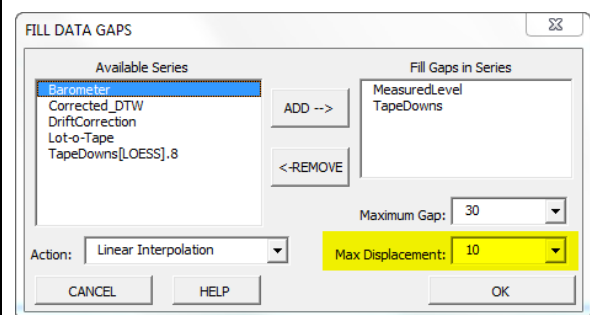 FILL DATA GAPS
Available Series
Barometer
Corrected_DTW
DriftCorrection
Lot-o-Tape
TapeDowns[LOESS].8
ADD -->
<-REMOVE
Fill Gaps in Series
MeasuredLevel
TapeDowns
Maximum Gap: 30
Action: Linear Interpolation
Max Displacement: 10
CANCEL
HELP
OK